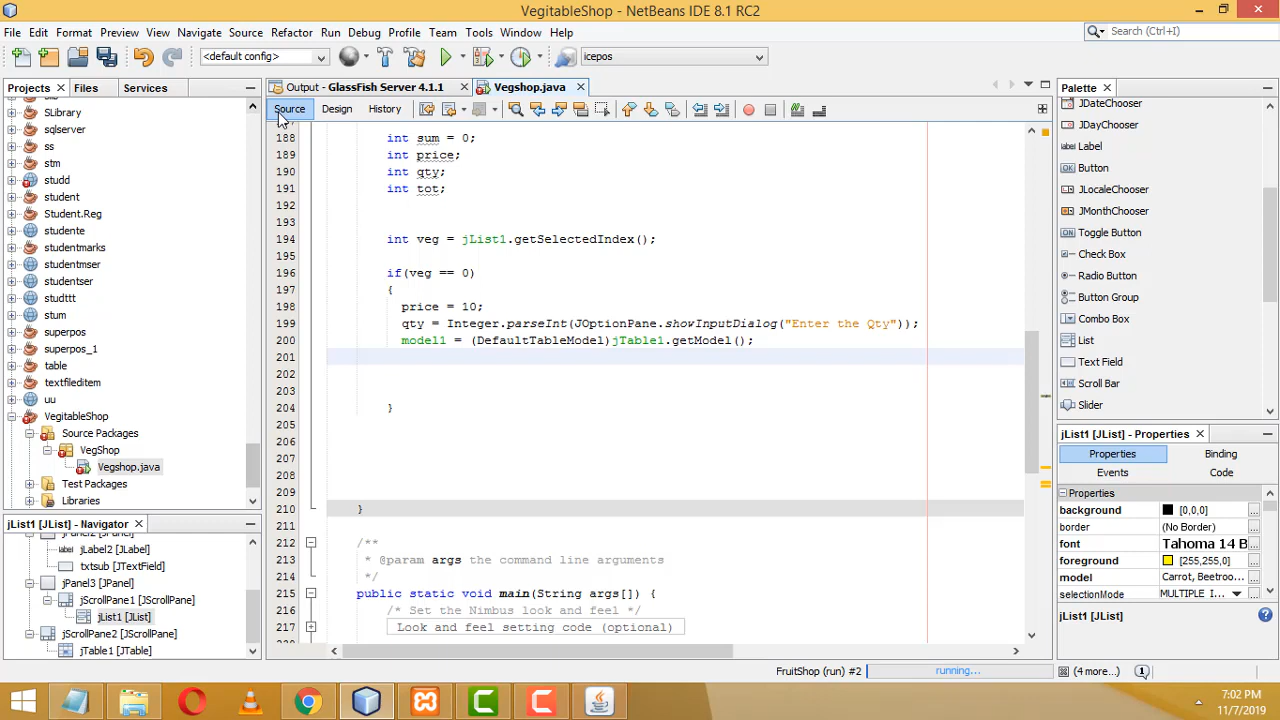 VegitableShop - NetBeans IDE 8.1 RC2
File Edit Format Preview View Navigate Source Refactor Run Debug Profile Team Tools Window Help
Search (Ctrl+I)
<default config>
icepos
Projects
Files
Services
Output - GlassFish Server 4.1.1
Vegshop.java
Palette
Source
Design
History
SLibrary
sqlserver
ss
stm
studd
student
Student.Reg
studente
studentmarks
studentmser
studentser
studttt
stum
superpos
superpos_1
table
textfileditem
uu
VegitableShop
Source Packages
VegShop
Vegshop.java
Test Packages
Libraries
188 int sum = 0;
189 int price;
190 int qty;
191 int tot;
192
193
194 int veg = jList1.getSelectedIndex();
195
196 if(veg == 0)
197 {
198 price = 10;
199 qty = Integer.parseInt(JOptionPane.showInputDialog("Enter the Qty"));
200 model1 = (DefaultTableModel)jTable1.getModel();
201
202
203
204 }
205
206
207
208
209
210 }
211
212 /**
213 * @param args the command line arguments
214 */
215 public static void main(String args[]) {
216 /* Set the Nimbus look and feel */
217 Look and feel setting code (optional)
JDateChooser
JDayChooser
Label
Button
JLocaleChooser
JMonthChooser
Toggle Button
Check Box
Radio Button
Button Group
Combo Box
List
Text Field
Scroll Bar
Slider
jList1 [JList] - Properties
Properties
Binding
Events
Code
Properties
background [0,0,0]
border (No Border)
font Tahoma 14 B
foreground [255,255,0]
model Carrot, Beetroo...
selectionMode MULTIPLE_I...
jList1 [JList]
jList1 [JList] - Navigator
jLabel2 [JLabel]
txtsub [JTextField]
jPanel3 [JPanel]
jScrollPane1 [JScrollPane]
jList1 [JList]
jScrollPane2 [JScrollPane]
jTable1 [JTable]
FruitShop (run) #2
running...
(4 more...)
1
7:02 PM
11/7/2019